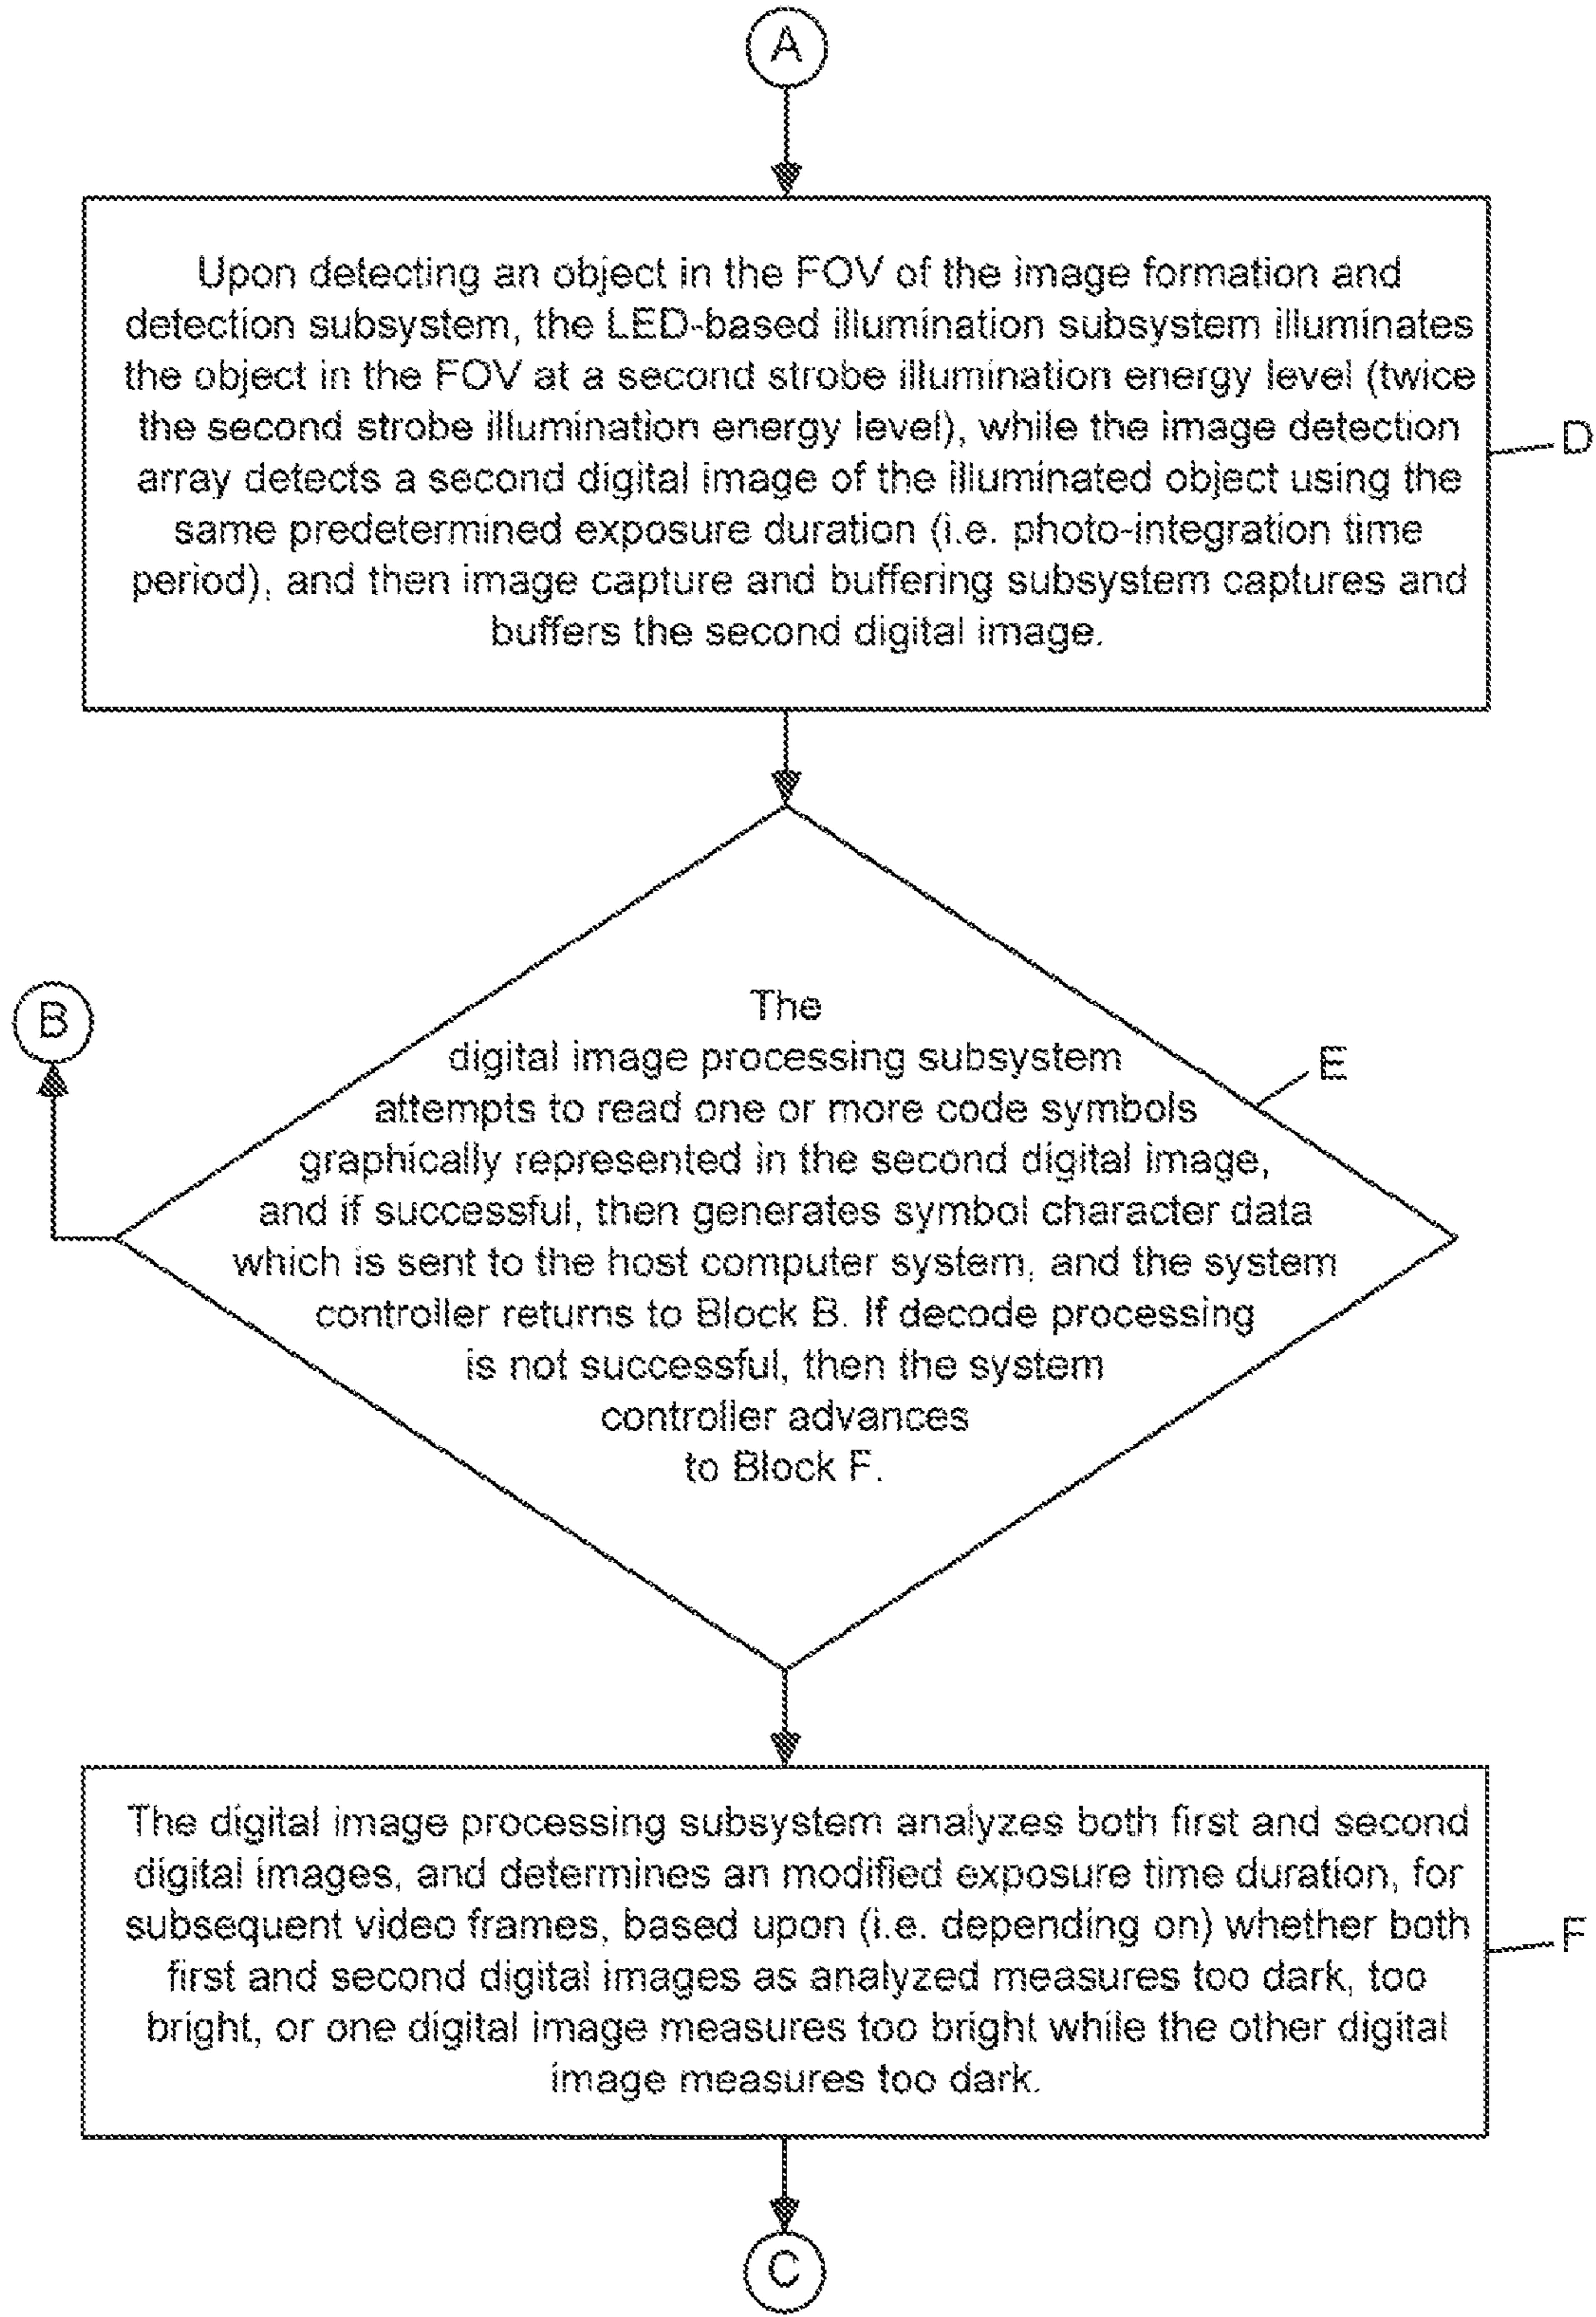 A
Upon detecting an object in the FOV of the image formation and
detection subsystem, the LED-based illumination subsystem illuminates
the object in the FOV at a second strobe illumination energy level (twice
the second strobe illumination energy level), while the image detection
array detects a second digital image of the illuminated object using the
same predetermined exposure duration (i.e. photo-integration time
period), and then image capture and buffering subsystem captures and
buffers the second digital image.
D
B
The
digital image processing subsystem
attempts to read one or more code symbols
graphically represented in the second digital image,
and if successful, then generates symbol character data
which is sent to the host computer system, and the system
controller returns to Block B. If decode processing
is not successful, then the system
controller advances
to Block F.
E
The digital image processing subsystem analyzes both first and second
digital images, and determines an modified exposure time duration, for
subsequent video frames, based upon (i.e. depending on) whether both
first and second digital images as analyzed measures too dark, too
bright, or one digital image measures too bright while the other digital
image measures too dark.
F
C